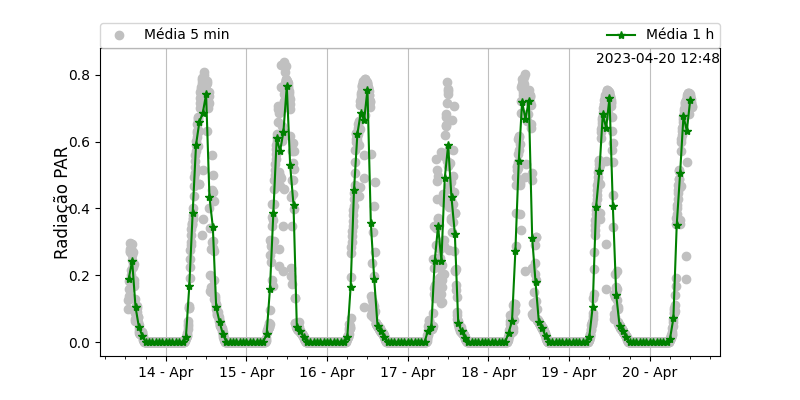 Média 5 min
Média 1 h
2023-04-20 12:48
Radiação PAR
0.8
0.6
0.4
0.2
0.0
14 - Apr
15 - Apr
16 - Apr
17 - Apr
18 - Apr
19 - Apr
20 - Apr